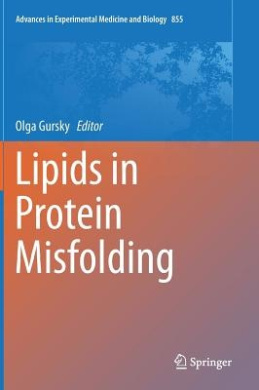 Advances in Experimental Medicine and Biology 855
Olga Gursky Editor
Lipids in
Protein
Misfolding
Springer